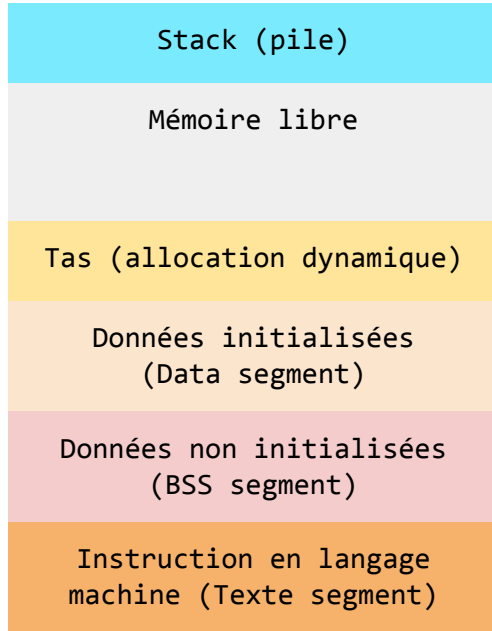 Stack (pile)
Mémoire libre
Tas (allocation dynamique)
Données initialisées
(Data segment)
Données non initialisées
(BSS segment)
Instruction en langage
machine (Texte segment)